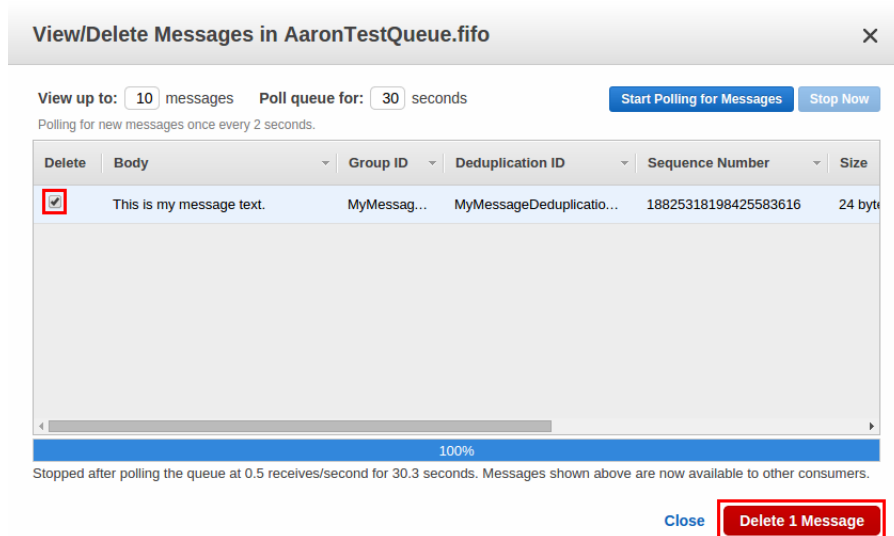 View/Delete Messages in AaronTestQueue.fifo
View up to: 10 messages Poll queue for: 30 seconds Start Polling for Messages Stop Now
Polling for new messages once every 2 seconds.
Delete Body Group ID Deduplication ID Sequence Number Size
This is my message text. MyMessag... MyMessageDeduplicatio... 18825318198425583616 24 byte
100%
Stopped after polling the queue at 0.5 receives/second for 30.3 seconds. Messages shown above are now available to other consumers.
Close Delete 1 Message